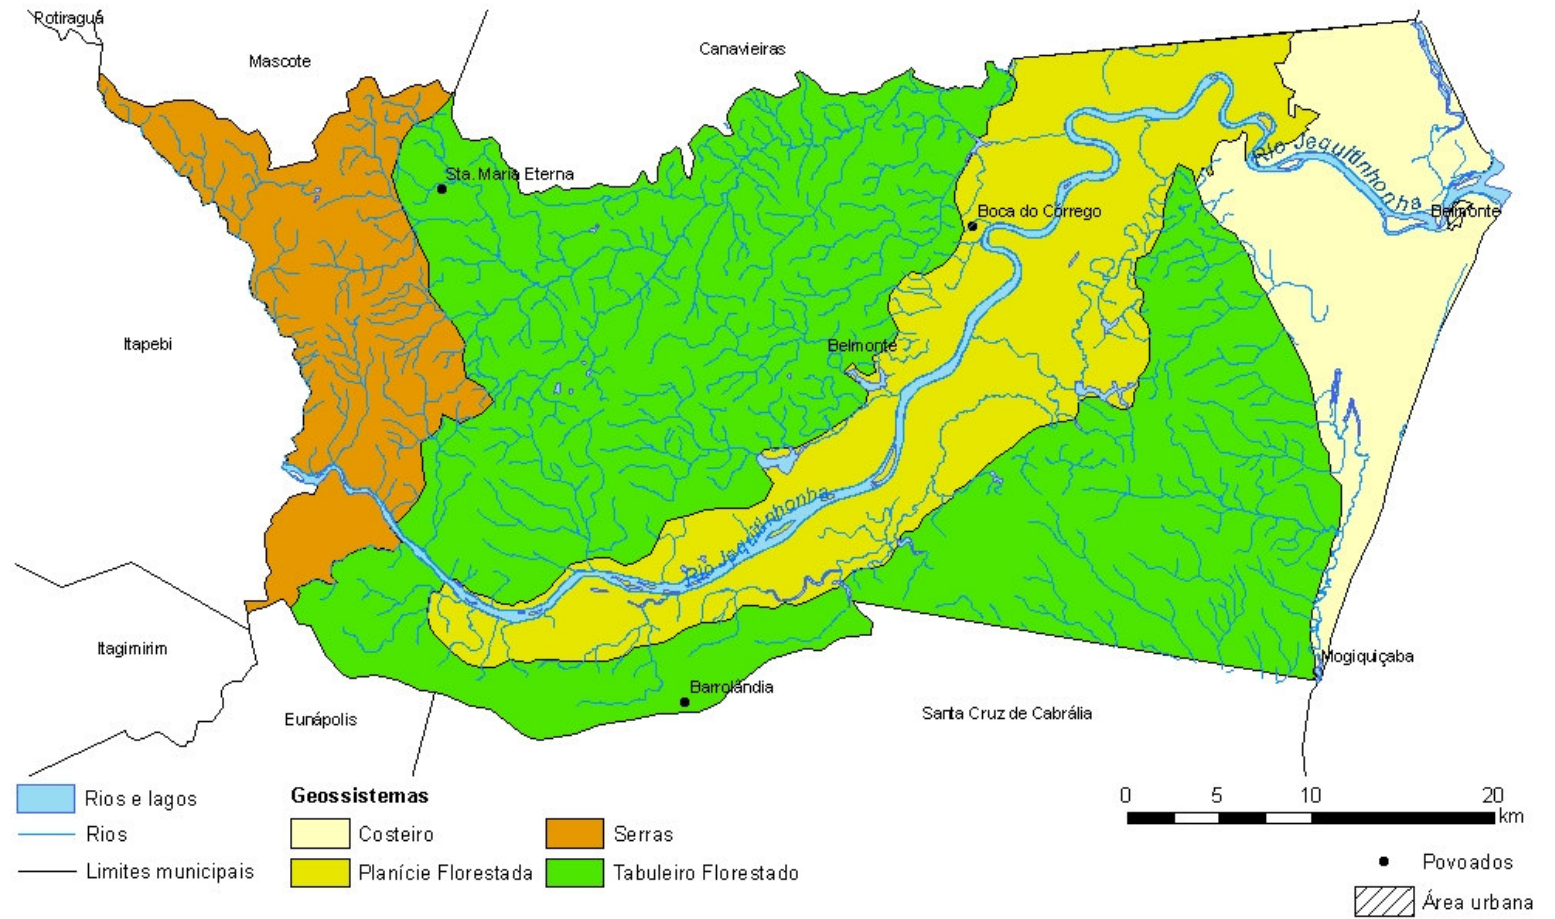 Potiraguá
Mascote
Canavieiras
Rio Jequitinhonha
Sta. Maria Eterna
Boca do Córrego
Belmonte
Itapebi
Belmonte
Rio Jequitinhonha
Itagimirim
Mogiquiçaba
Barrolândia
Eunápolis
Santa Cruz de Cabrália
Rios e lagos
Rios
Limites municipais
Geossistemas
Costeiro
Serras
Planície Florestada
Tabuleiro Florestado
0 5 10 20
km
Povoados
Área urbana